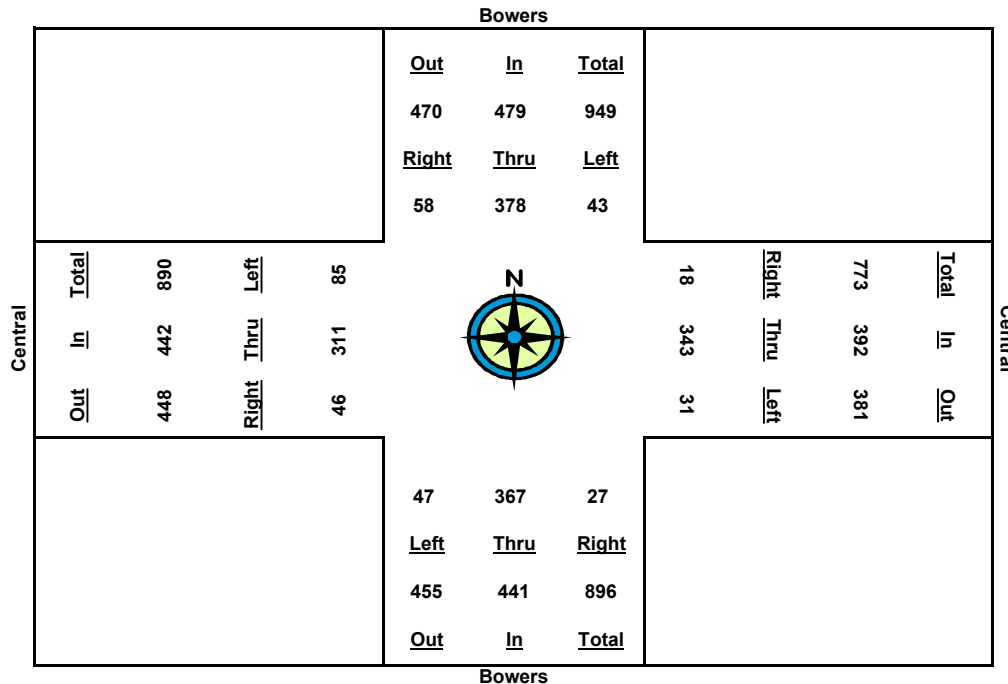 Bowers
Out In Total
470 479 949
Right Thru Left
58 378 43
Central
Total 890 Left 85
In 442 Thru 311
Out 448 Right 46
N
18 Right 773 Total
343 Thru 392 In
31 Left 381 Out
Central
47 367 27
Left Thru Right
455 441 896
Out In Total
Bowers